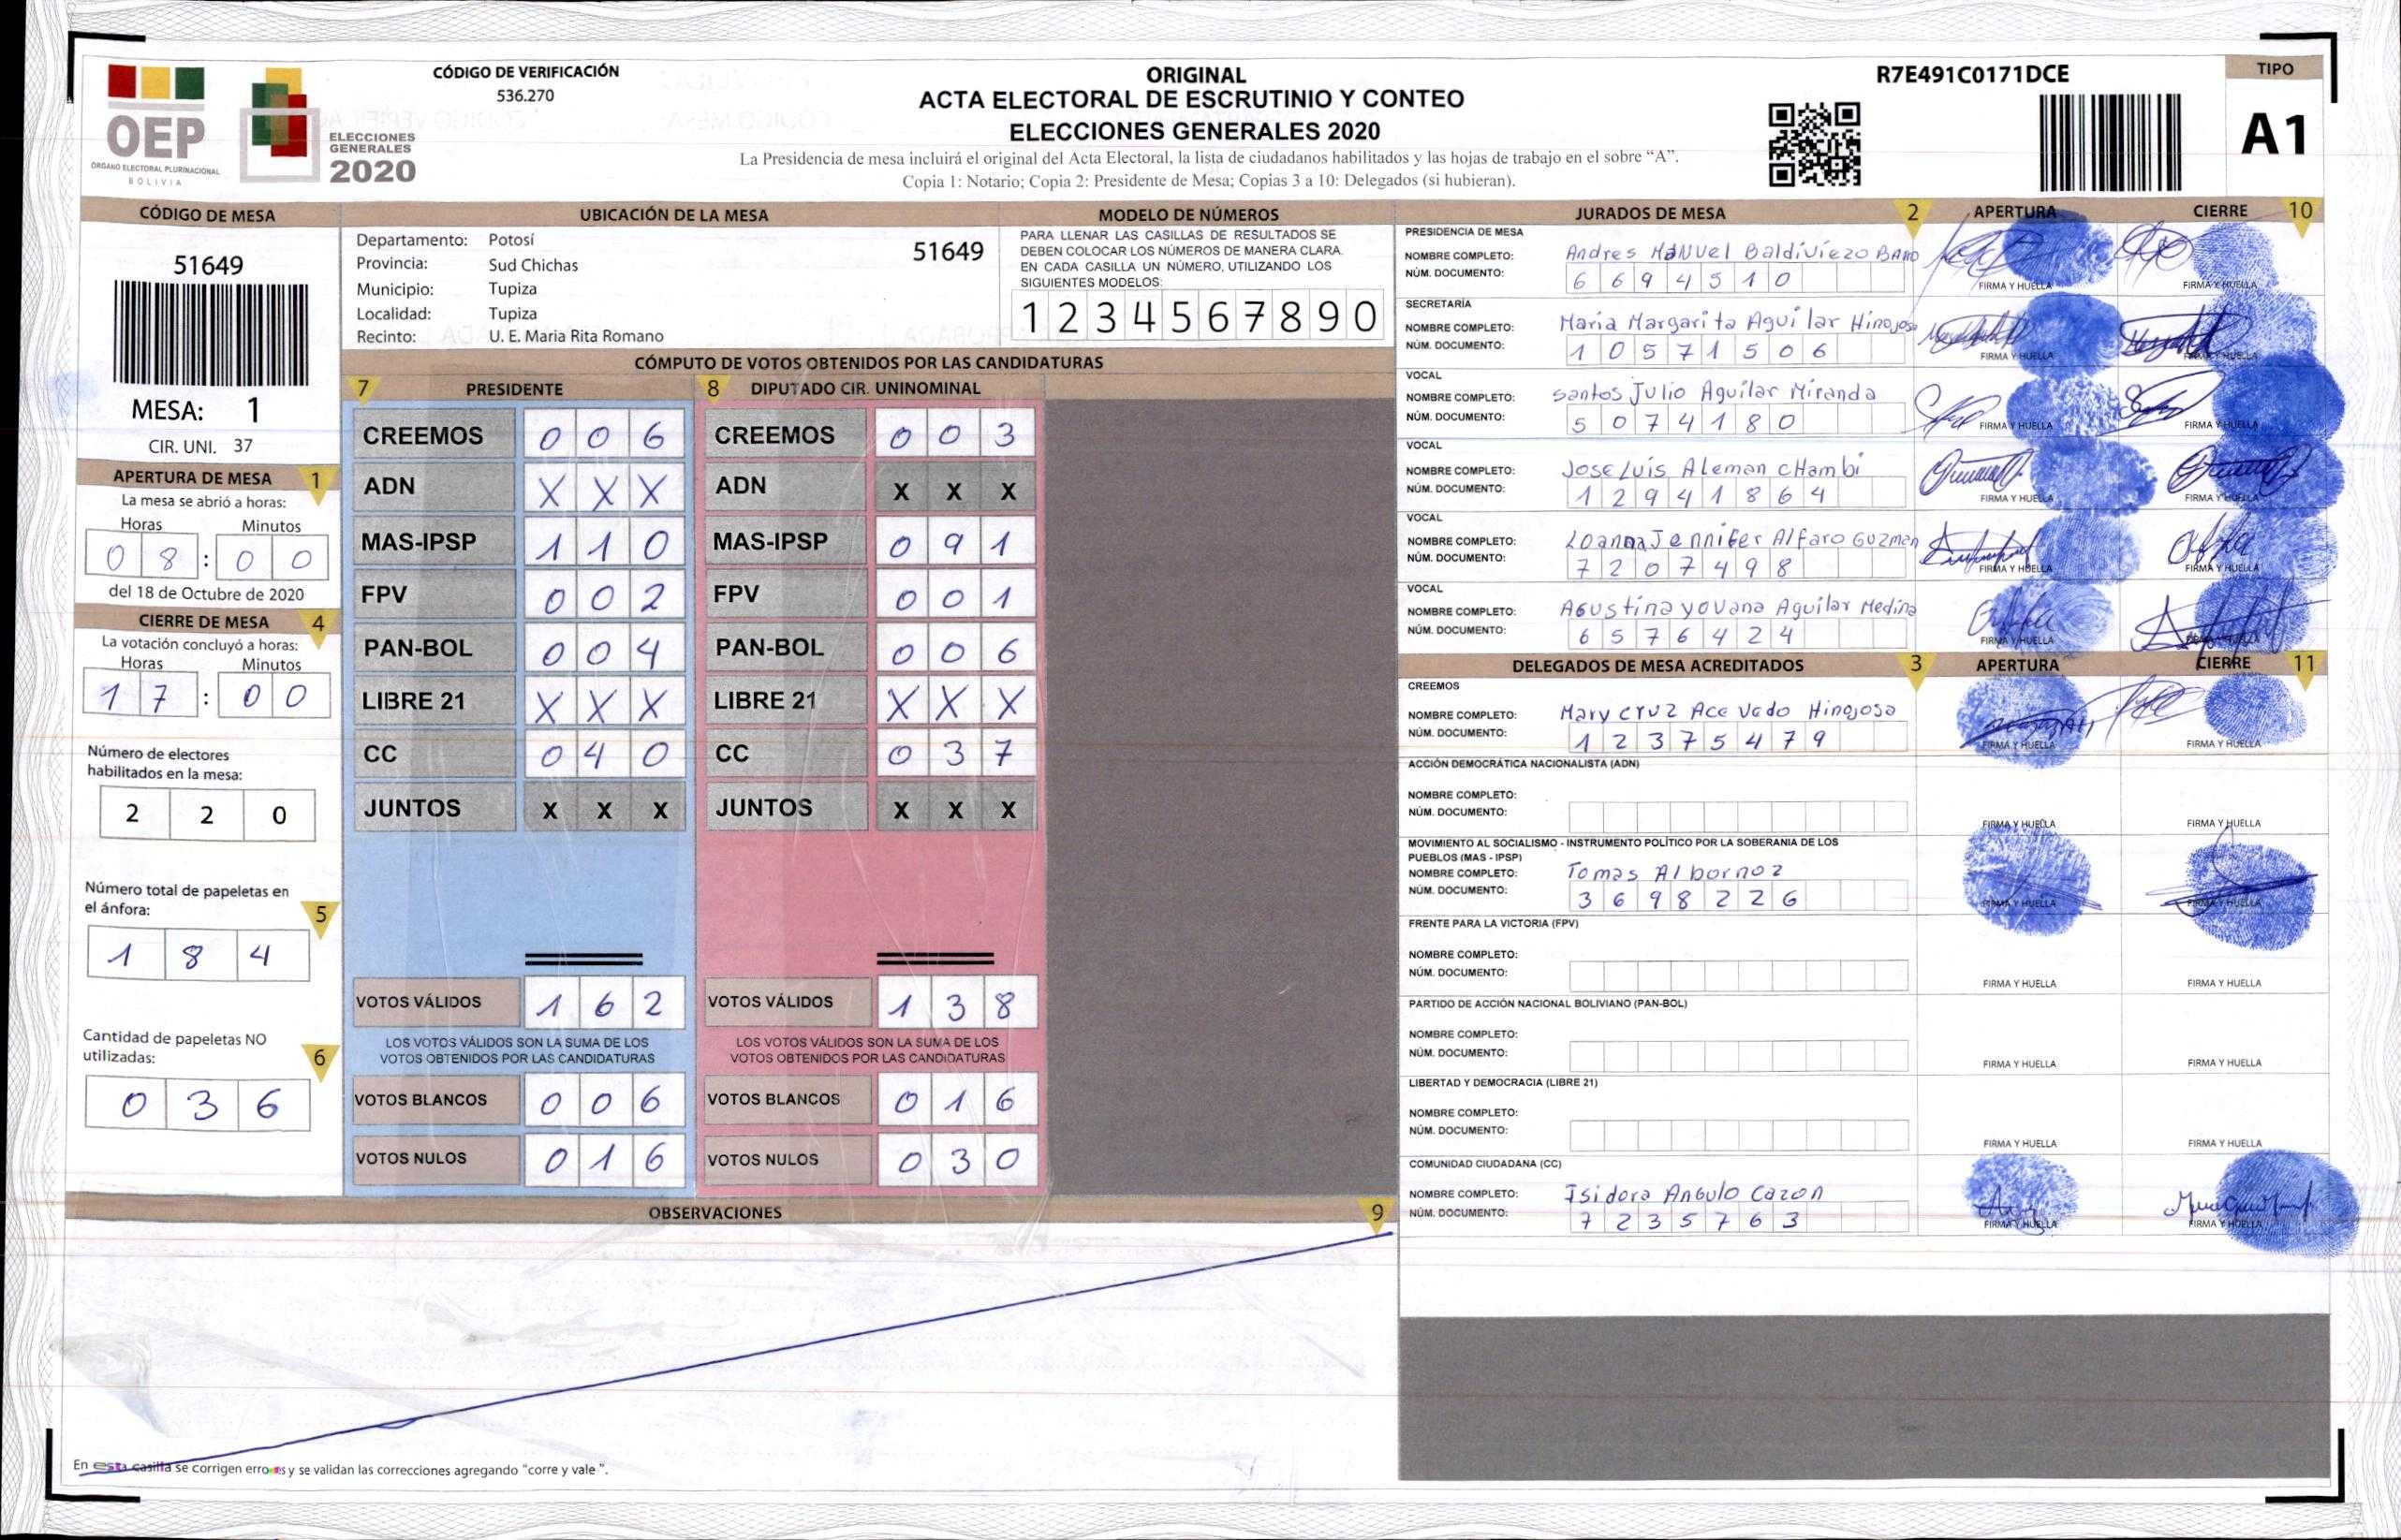 OEP
ÓRGANO ELECTORAL PLURINACIONAL
BOLIVIA
ELECCIONES
GENERALES
2020
CÓDIGO DE VERIFICACIÓN
536.270
ORIGINAL
ACTA ELECTORAL DE ESCRUTINIO Y CONTEO
ELECCIONES GENERALES 2020
La Presidencia de mesa incluirá el original del Acta Electoral, la lista de ciudadanos habilitados y las hojas de trabajo en el sobre “A”.
Copia 1: Notario; Copia 2: Presidente de Mesa; Copias 3 a 10: Delegados (si hubieran).
R7E491C0171DCE
TIPO
A1
CÓDIGO DE MESA
51649
MESA: 1
CIR. UNI. 37
APERTURA DE MESA 1
La mesa se abrió a horas:
Horas Minutos
0 8 : 0 0
del 18 de Octubre de 2020
CIERRE DE MESA 4
La votación concluyó a horas:
Horas Minutos
1 7 : 0 0
Número de electores
habilitados en la mesa:
2 2 0
Número total de papeletas en
el ánfora: 5
1 8 4
Cantidad de papeletas NO
utilizadas: 6
0 3 6
UBICACIÓN DE LA MESA
Departamento: Potosí 51649
Provincia: Sud Chichas
Municipio: Tupiza
Localidad: Tupiza
Recinto: U. E. Maria Rita Romano
MODELO DE NÚMEROS
PARA LLENAR LAS CASILLAS DE RESULTADOS SE
DEBEN COLOCAR LOS NÚMEROS DE MANERA CLARA.
EN CADA CASILLA UN NÚMERO, UTILIZANDO LOS
SIGUIENTES MODELOS:
1 2 3 4 5 6 7 8 9 0
CÓMPUTO DE VOTOS OBTENIDOS POR LAS CANDIDATURAS
7 PRESIDENTE
CREEMOS 0 0 6
ADN X X X
MAS-IPSP 1 1 0
FPV 0 0 2
PAN-BOL 0 0 4
LIBRE 21 X X X
CC 0 4 0
JUNTOS X X X
VOTOS VÁLIDOS 1 6 2
LOS VOTOS VÁLIDOS SON LA SUMA DE LOS
VOTOS OBTENIDOS POR LAS CANDIDATURAS
VOTOS BLANCOS 0 0 6
VOTOS NULOS 0 1 6
8 DIPUTADO CIR. UNINOMINAL
CREEMOS 0 0 3
ADN X X X
MAS-IPSP 0 9 1
FPV 0 0 1
PAN-BOL 0 0 6
LIBRE 21 X X X
CC 0 3 7
JUNTOS X X X
VOTOS VÁLIDOS 1 3 8
LOS VOTOS VÁLIDOS SON LA SUMA DE LOS
VOTOS OBTENIDOS POR LAS CANDIDATURAS
VOTOS BLANCOS 0 1 6
VOTOS NULOS 0 3 0
OBSERVACIONES 9
En esta casilla se corrigen errores y se validan las correcciones agregando “corre y vale ”.
JURADOS DE MESA 2 APERTURA CIERRE 10
PRESIDENCIA DE MESA
NOMBRE COMPLETO: Andres MaNuel Baldiviezo
NÚM. DOCUMENTO: 6 6 9 4 5 1 0 FIRMA Y HUELLA FIRMA Y HUELLA
SECRETARÍA
NOMBRE COMPLETO: Maria Margarita Aguilar Hinojosa
NÚM. DOCUMENTO: 1 0 5 7 1 5 0 6 FIRMA Y HUELLA FIRMA Y HUELLA
VOCAL
NOMBRE COMPLETO: Santos Julio Aguilar Miranda
NÚM. DOCUMENTO: 5 0 7 4 1 8 0 FIRMA Y HUELLA FIRMA Y HUELLA
VOCAL
NOMBRE COMPLETO: Jose Luis Aleman cHambi
NÚM. DOCUMENTO: 1 2 9 4 1 8 6 4 FIRMA Y HUELLA FIRMA Y HUELLA
VOCAL
NOMBRE COMPLETO: Loanna Jennifer Alfaro Guzman
NÚM. DOCUMENTO: 7 2 0 7 4 9 8 FIRMA Y HUELLA FIRMA Y HUELLA
VOCAL
NOMBRE COMPLETO: Agustina yovana Aguilar Medina
NÚM. DOCUMENTO: 6 5 7 6 4 2 4 FIRMA Y HUELLA FIRMA Y HUELLA
DELEGADOS DE MESA ACREDITADOS 3 APERTURA CIERRE 11
CREEMOS
NOMBRE COMPLETO: Mary cruz Acevedo Hinojosa
NÚM. DOCUMENTO: 1 2 3 7 5 4 7 9 FIRMA Y HUELLA FIRMA Y HUELLA
ACCIÓN DEMOCRÁTICA NACIONALISTA (ADN)
NOMBRE COMPLETO:
NÚM. DOCUMENTO: FIRMA Y HUELLA FIRMA Y HUELLA
MOVIMIENTO AL SOCIALISMO - INSTRUMENTO POLÍTICO POR LA SOBERANIA DE LOS
PUEBLOS (MAS - IPSP)
NOMBRE COMPLETO: Tomas Albornoz
NÚM. DOCUMENTO: 3 6 9 8 2 2 6 FIRMA Y HUELLA FIRMA Y HUELLA
FRENTE PARA LA VICTORIA (FPV)
NOMBRE COMPLETO:
NÚM. DOCUMENTO: FIRMA Y HUELLA FIRMA Y HUELLA
PARTIDO DE ACCIÓN NACIONAL BOLIVIANO (PAN-BOL)
NOMBRE COMPLETO:
NÚM. DOCUMENTO: FIRMA Y HUELLA FIRMA Y HUELLA
LIBERTAD Y DEMOCRACIA (LIBRE 21)
NOMBRE COMPLETO:
NÚM. DOCUMENTO: FIRMA Y HUELLA FIRMA Y HUELLA
COMUNIDAD CIUDADANA (CC)
NOMBRE COMPLETO: Isidora Angulo Cazon
NÚM. DOCUMENTO: 7 2 3 5 7 6 3 FIRMA Y HUELLA FIRMA Y HUELLA